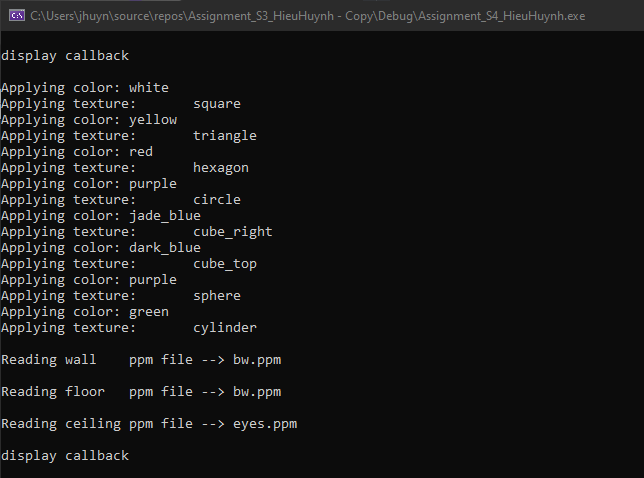 C:\Users\jhuyn\source\repos\Assignment_S3_HieuHuynh - Copy\Debug\Assignment_S4_HieuHuynh.exe
display callback
Applying color: white
Applying texture: square
Applying color: yellow
Applying texture: triangle
Applying color: red
Applying texture: hexagon
Applying color: purple
Applying texture: circle
Applying color: jade_blue
Applying texture: cube_right
Applying color: dark_blue
Applying texture: cube_top
Applying color: purple
Applying texture: sphere
Applying color: green
Applying texture: cylinder
Reading wall ppm file --> bw.ppm
Reading floor ppm file --> bw.ppm
Reading ceiling ppm file --> eyes.ppm
display callback